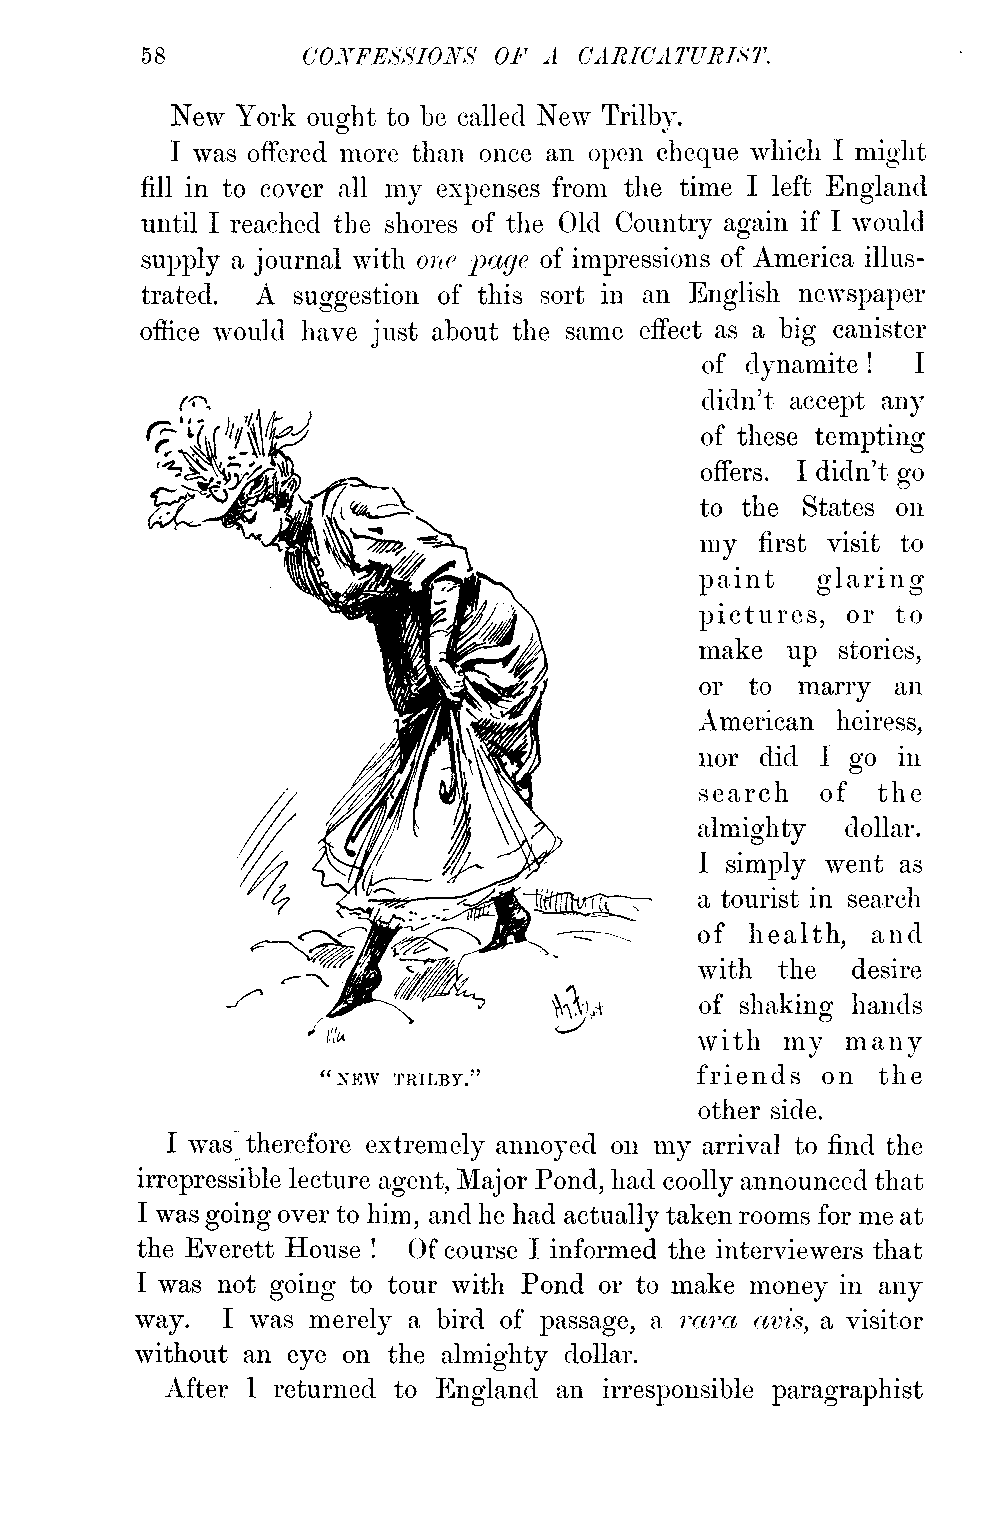 58 CONFESSIONS OF A CARICATURIST.
New York ought to be called New Trilby.
I was offered more than once an open cheque which I might
fill in to cover all my expenses from the time I left England
until I reached the shores of the Old Country again if I would
supply a journal with one page of impressions of America illus-
trated. A suggestion of this sort in an English newspaper
office would have just about the same effect as a big canister
of dynamite! I
didn't accept any
of these tempting
offers. I didn't go
to the States on
my first visit to
paint glaring
pictures, or to
make up stories,
or to marry an
American heiress,
nor did I go in
search of the
almighty dollar.
I simply went as
a tourist in search
of health, and
with the desire
of shaking hands
with my many
friends on the
other side.
"NEW TRILBY."
I was therefore extremely annoyed on my arrival to find the
irrepressible lecture agent, Major Pond, had coolly announced that
I was going over to him, and he had actually taken rooms for me at
the Everett House! Of course I informed the interviewers that
I was not going to tour with Pond or to make money in any
way. I was merely a bird of passage, a rara avis, a visitor
without an eye on the almighty dollar.
After I returned to England an irresponsible paragraphist